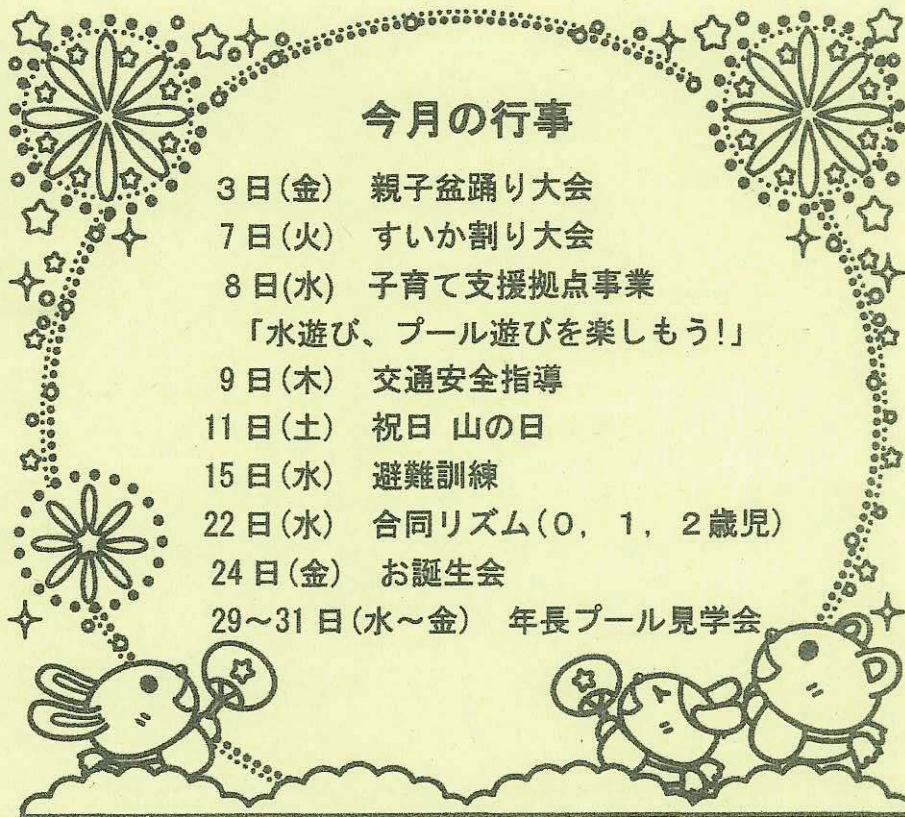 今月の行事
3日(金) 親子盆踊り大会
7日(火) すいか割り大会
8日(水) 子育て支援拠点事業
「水遊び、プール遊びを楽しもう!」
9日(木) 交通安全指導
11日(土) 祝日 山の日
15日(水) 避難訓練
22日(水) 合同リズム(0, 1, 2歳児)
24日(金) お誕生会
29～31日(水～金) 年長プール見学会